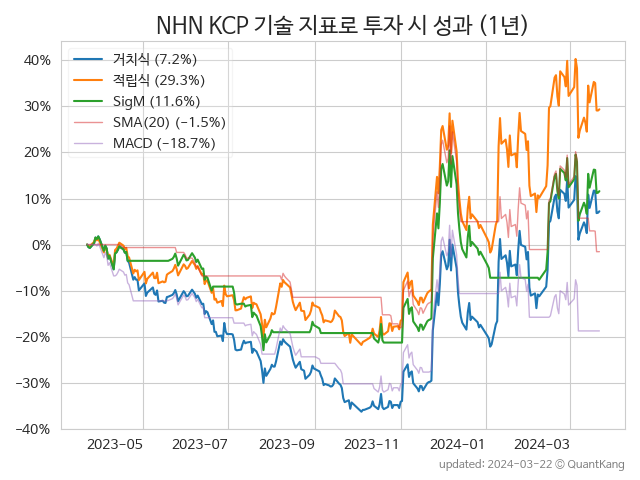 NHN KCP 기술 지표로 투자 시 성과 (1년)
거치식 (7.2%)
적립식 (29.3%)
SigM (11.6%)
SMA(20) (−1.5%)
MACD (−18.7%)
40%
30%
20%
10%
0%
−10%
−20%
−30%
−40%
2023−05 2023−07 2023−09 2023−11 2024−01 2024−03
updated: 2024−03−22 © QuantKang